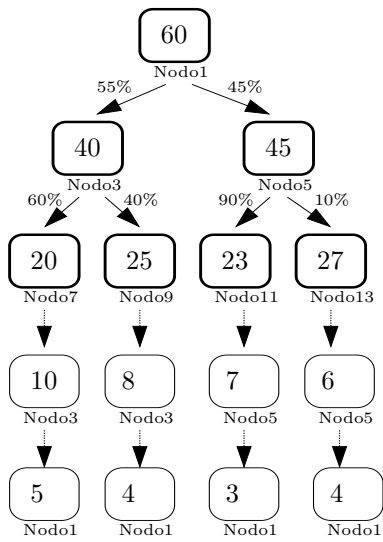 60
Nodo1
55% 45%
40 45
Nodo3 Nodo5
60% 40% 90% 10%
20 25 23 27
Nodo7 Nodo9 Nodo11 Nodo13
10 8 7 6
Nodo3 Nodo3 Nodo5 Nodo5
5 4 3 4
Nodo1 Nodo1 Nodo1 Nodo1